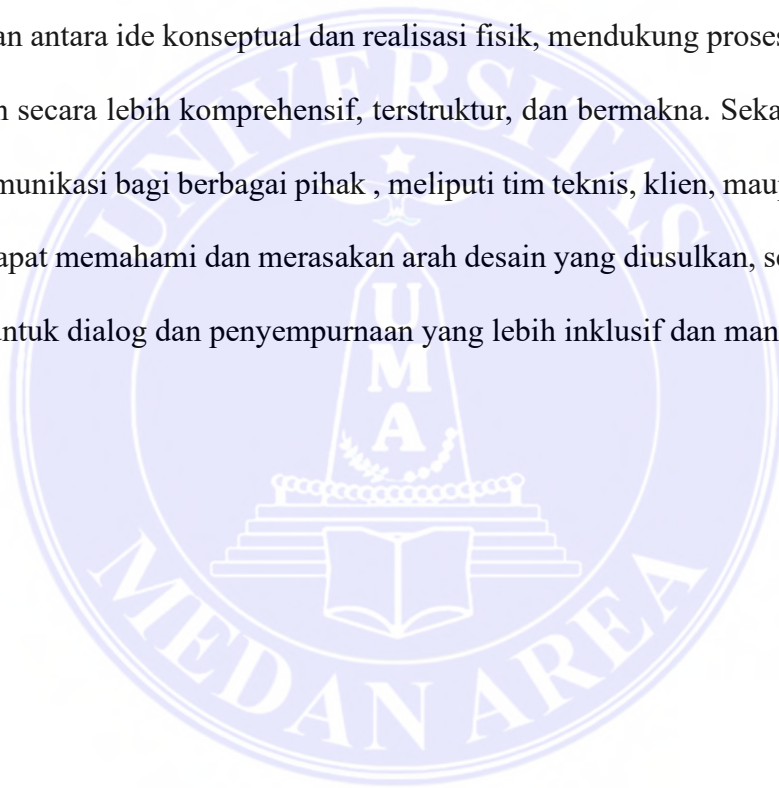 an antara ide konseptual dan realisasi fisik, mendukung proses
n secara lebih komprehensif, terstruktur, dan bermakna. Seka
munikasi bagi berbagai pihak , meliputi tim teknis, klien, mau
apat memahami dan merasakan arah desain yang diusulkan, s
ntuk dialog dan penyempurnaan yang lebih inklusif dan man
UNIVERSITAS
U
M
A
MEDAN AREA